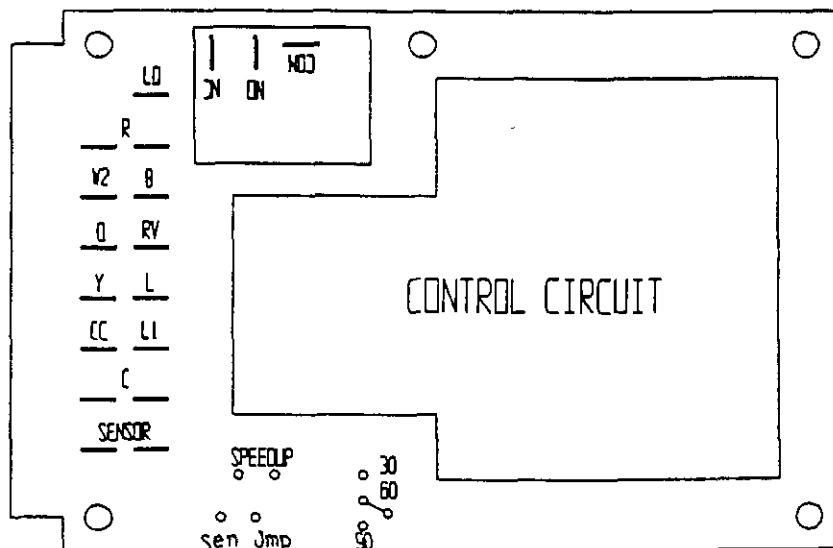 LO
NC NO COM
R
W2 B
O RV
Y L
CC L1
C
SENSOR
CONTROL CIRCUIT
SPEEDUP
30
60
90
sen Jmp